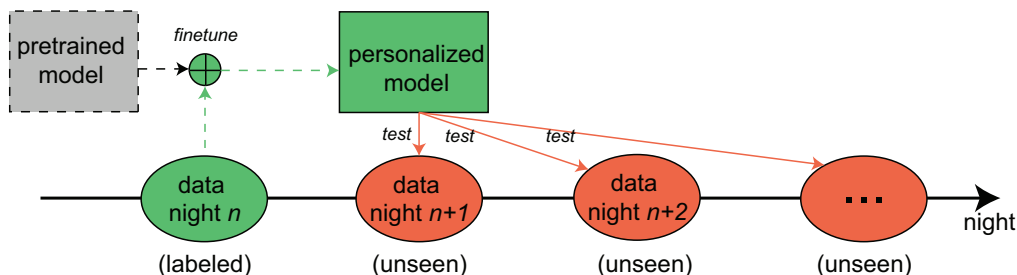 pretrained
model
finetune
personalized
model
test
test
test
data
night n
data
night n+1
data
night n+2
...
night
(labeled)
(unseen)
(unseen)
(unseen)